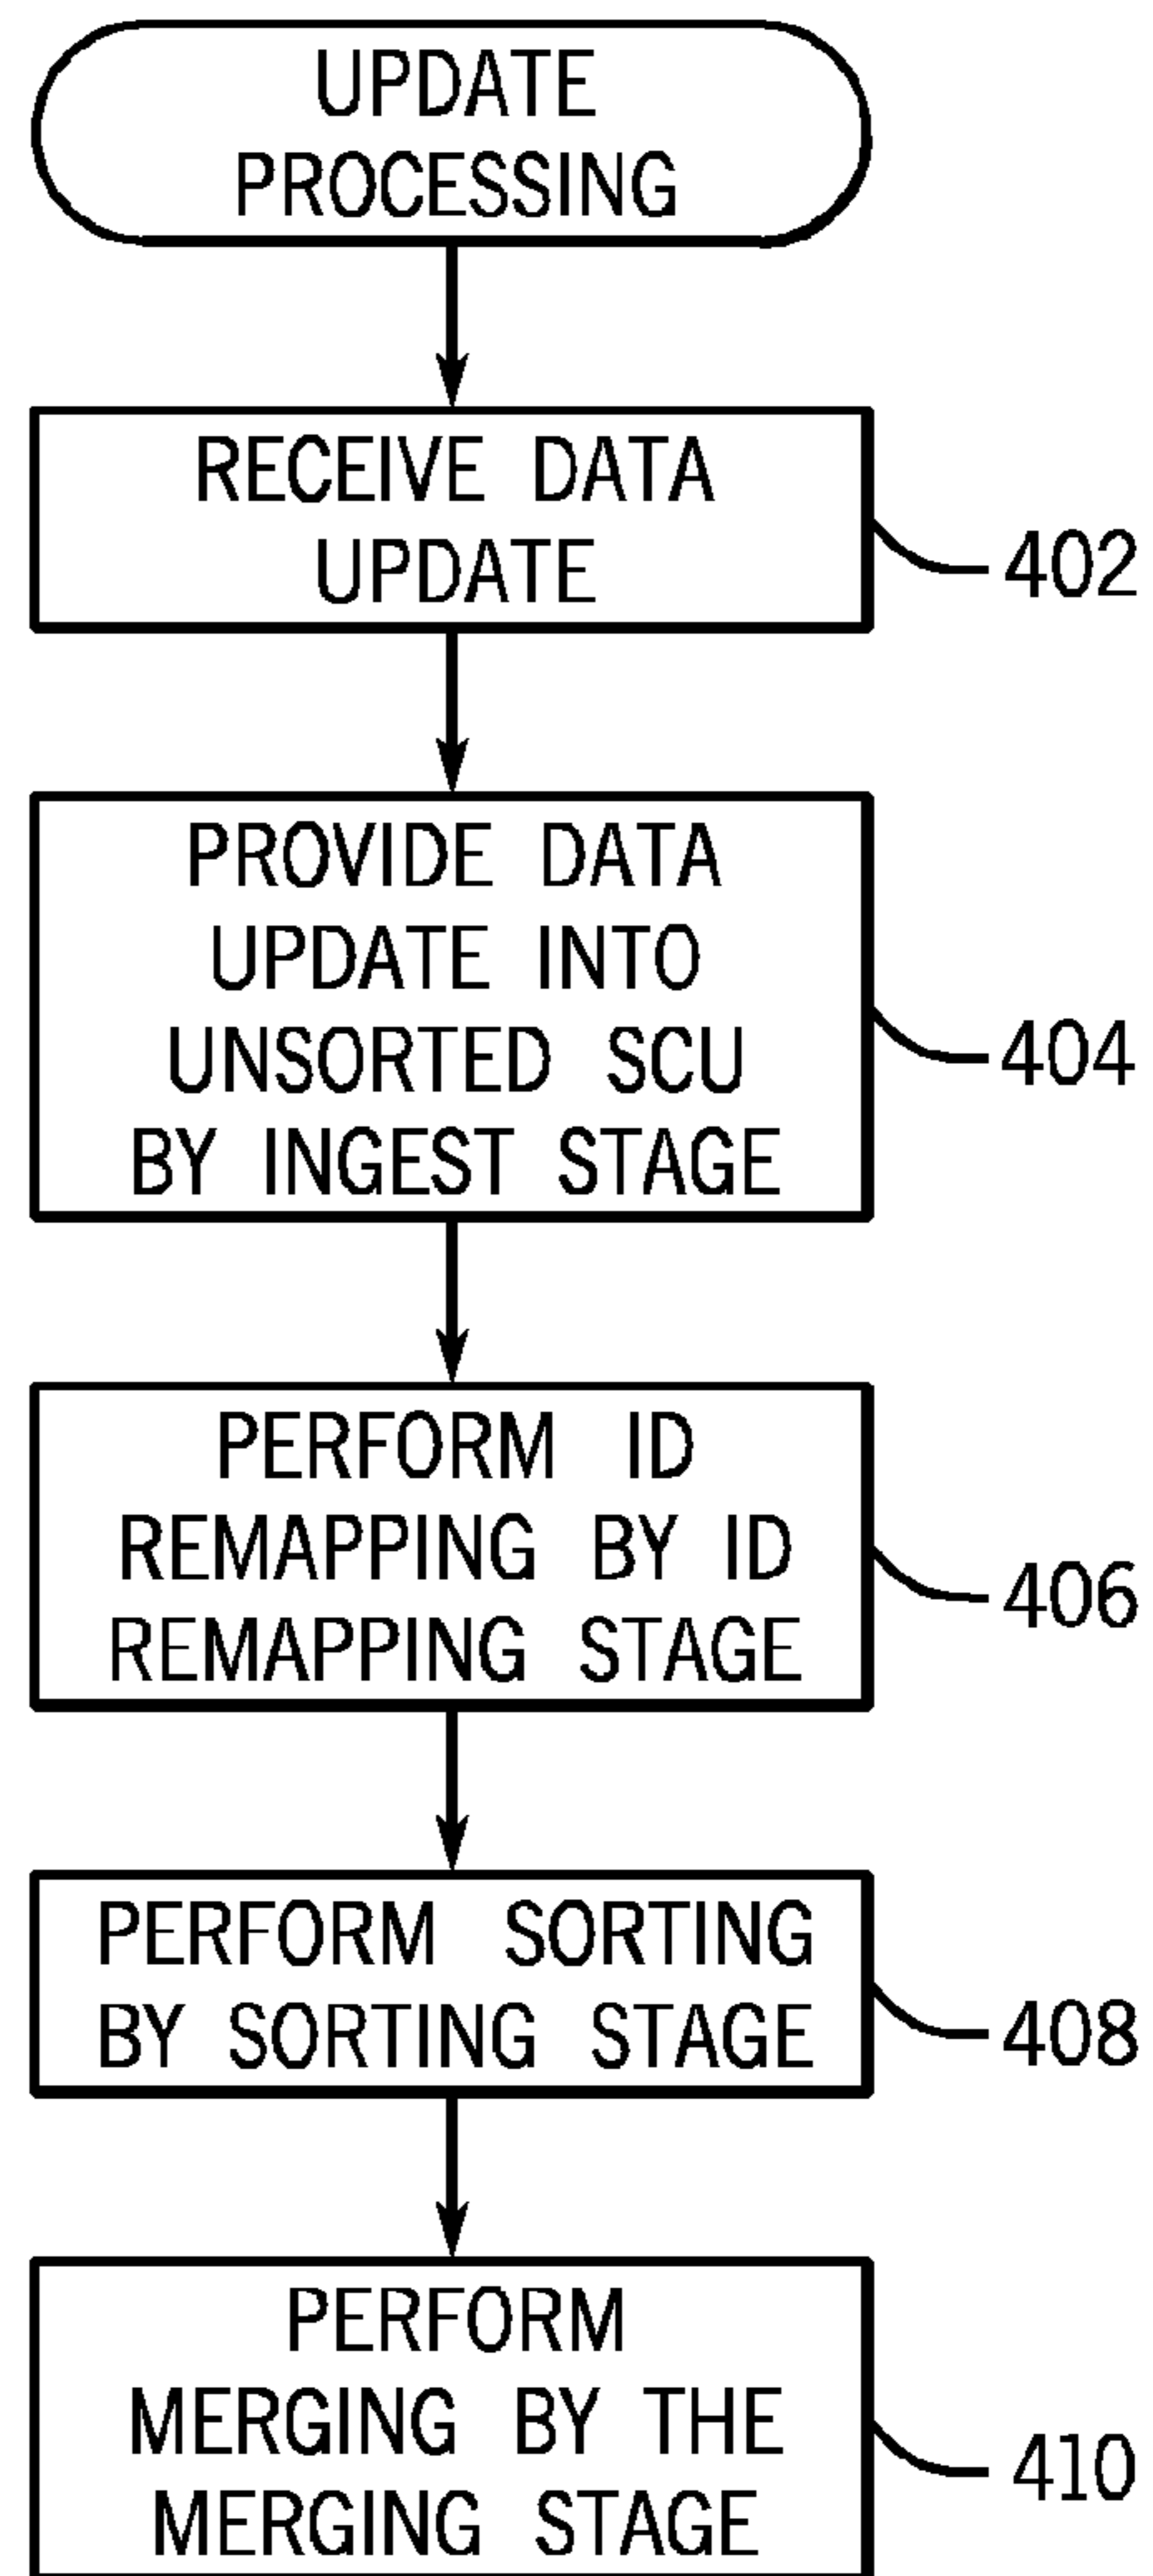 UPDATE
PROCESSING
RECEIVE DATA
UPDATE
402
PROVIDE DATA
UPDATE INTO
UNSORTED SCU
BY INGEST STAGE
404
PERFORM ID
REMAPPING BY ID
REMAPPING STAGE
406
PERFORM SORTING
BY SORTING STAGE
408
PERFORM
MERGING BY THE
MERGING STAGE
410